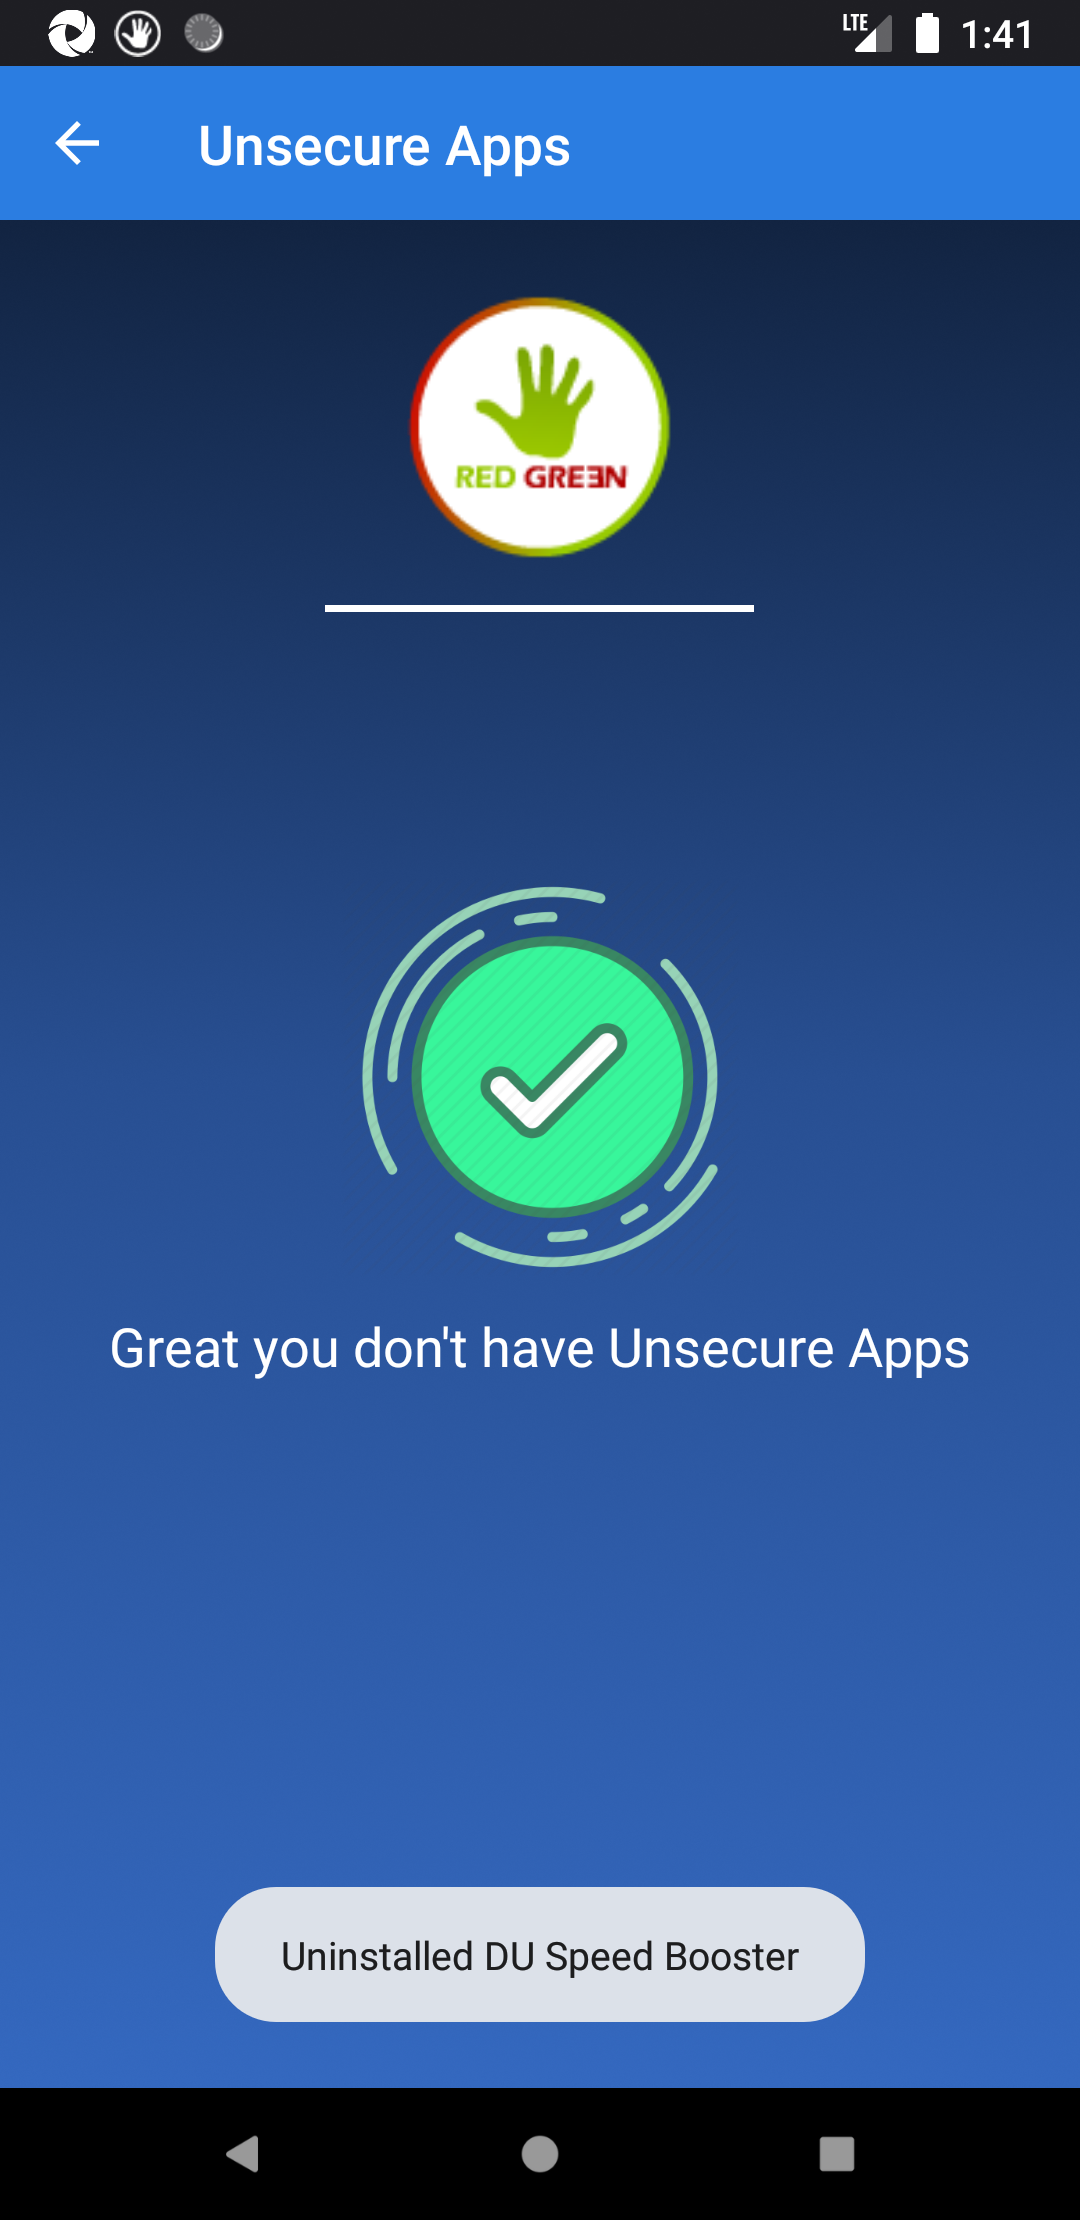 LTE 1:41
Unsecure Apps
RED GREEN
Great you don't have Unsecure Apps
Uninstalled DU Speed Booster